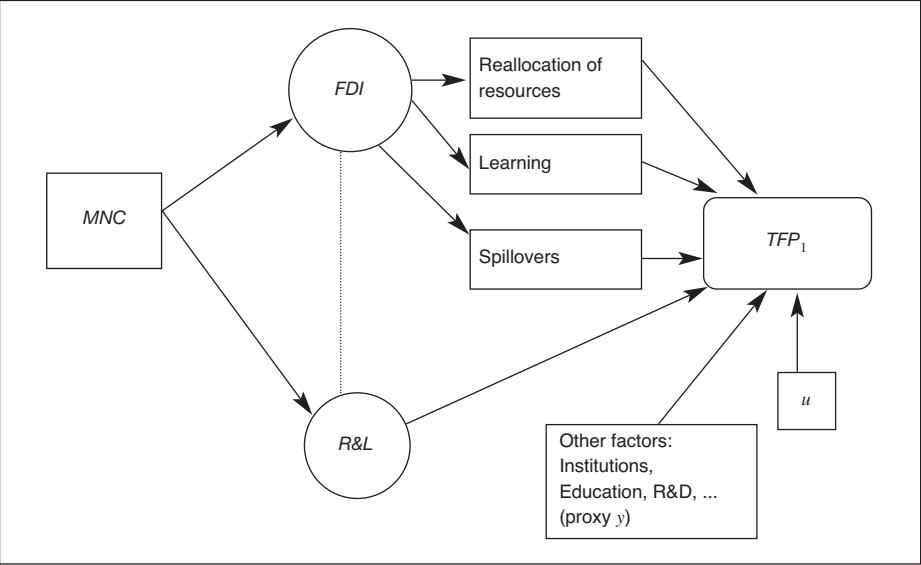 FDI
Reallocation of
resources
Learning
MNC
Spillovers
TFP₁
R&L
u
Other factors:
Institutions,
Education, R&D, ...
(proxy y)